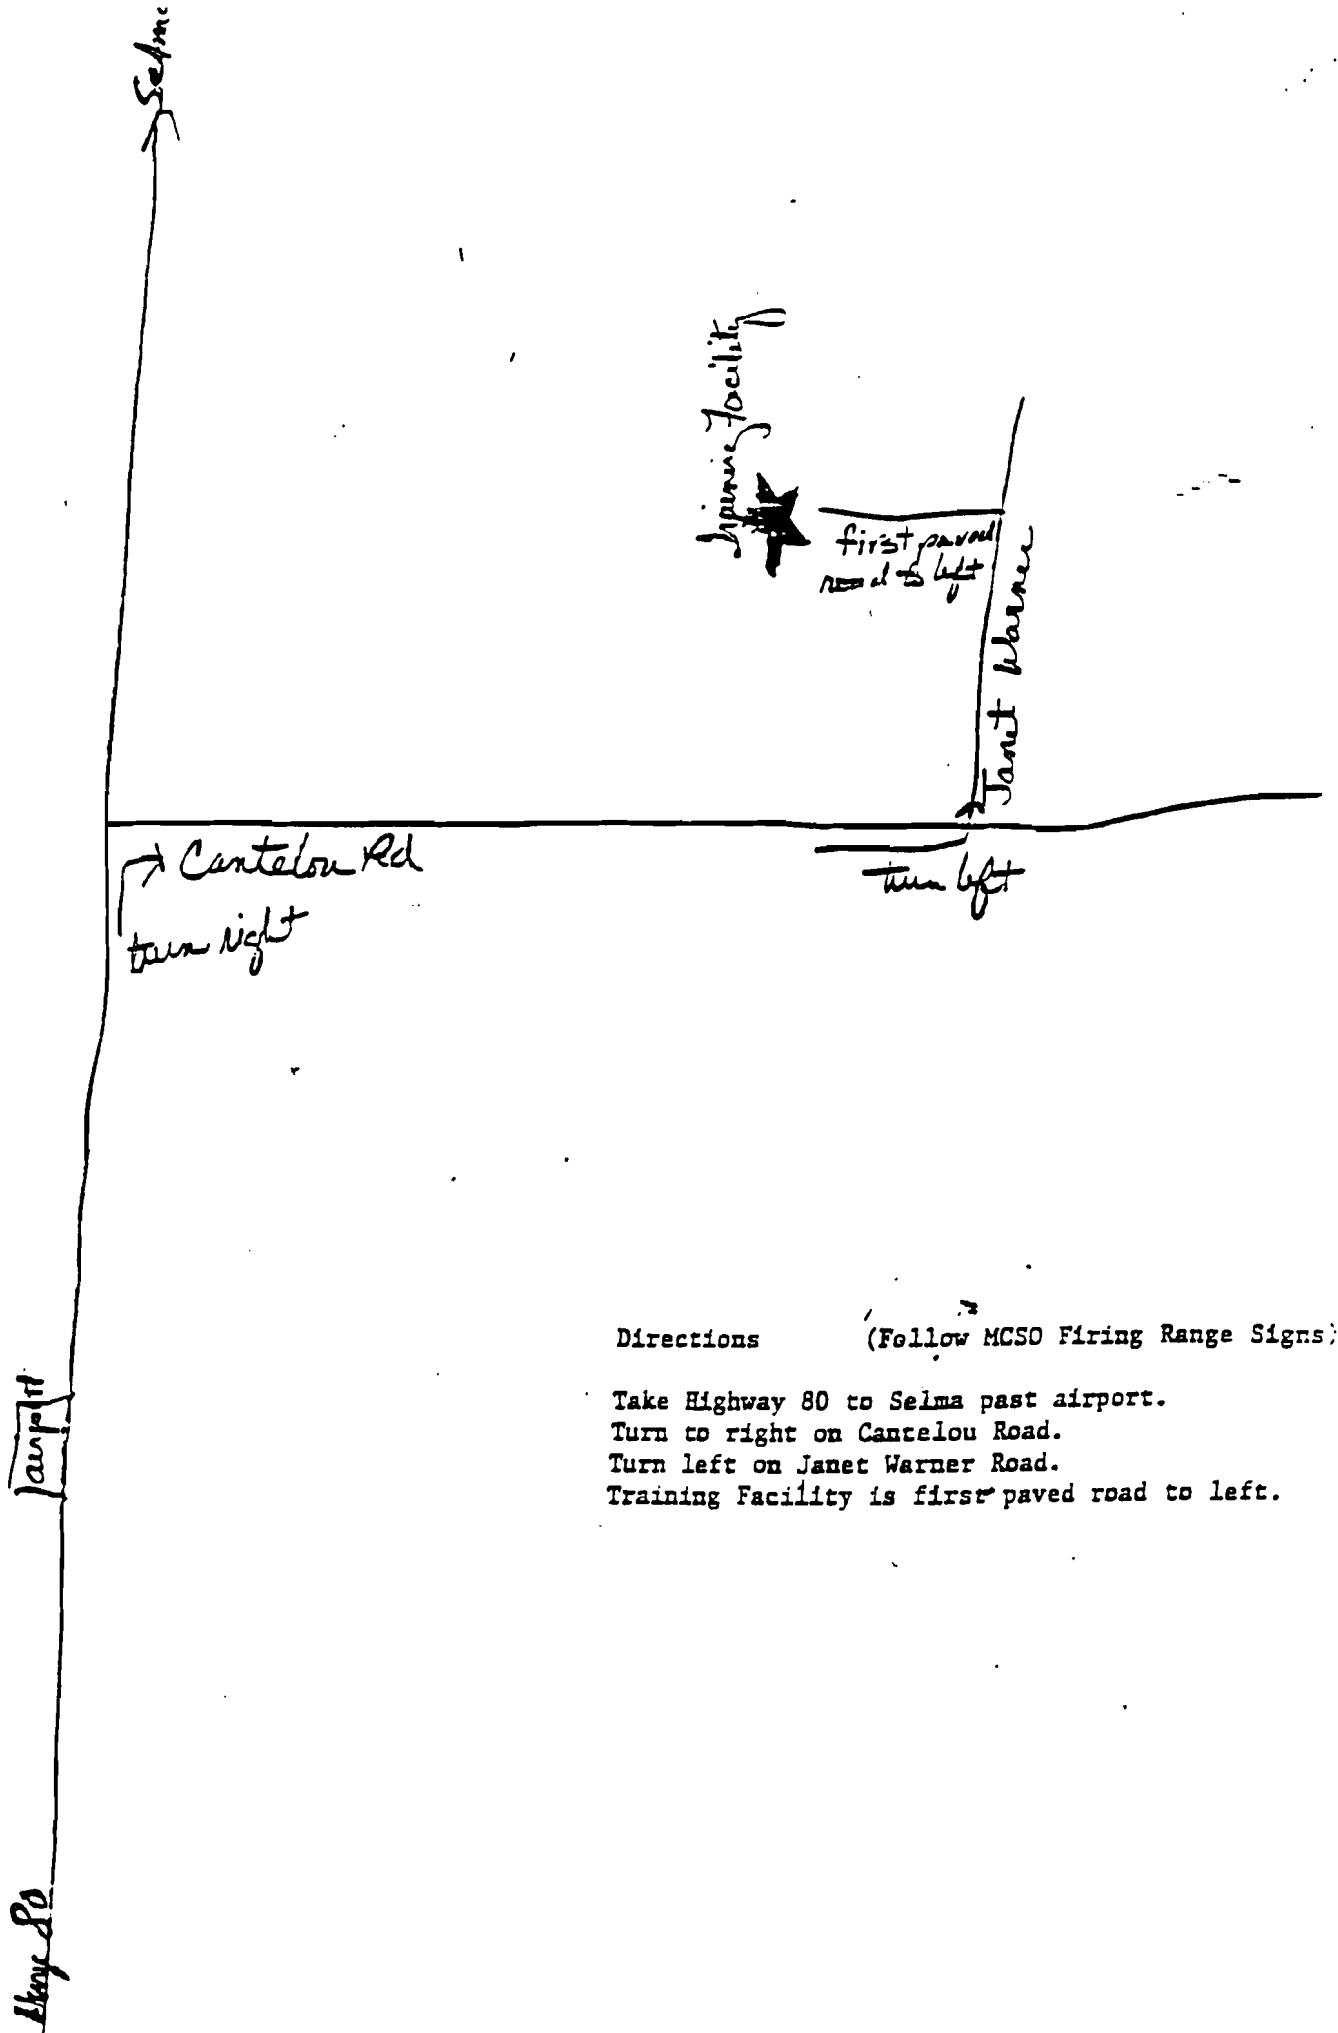 Selma
Training Facility
first paved
road to left
Janet Warner
Cantelou Rd
turn left
turn right
Directions (Follow MCSO Firing Range Signs)
Take Highway 80 to Selma past airport.
Turn to right on Cantelou Road.
Turn left on Janet Warner Road.
Training Facility is first paved road to left.
airport
Hwy 80